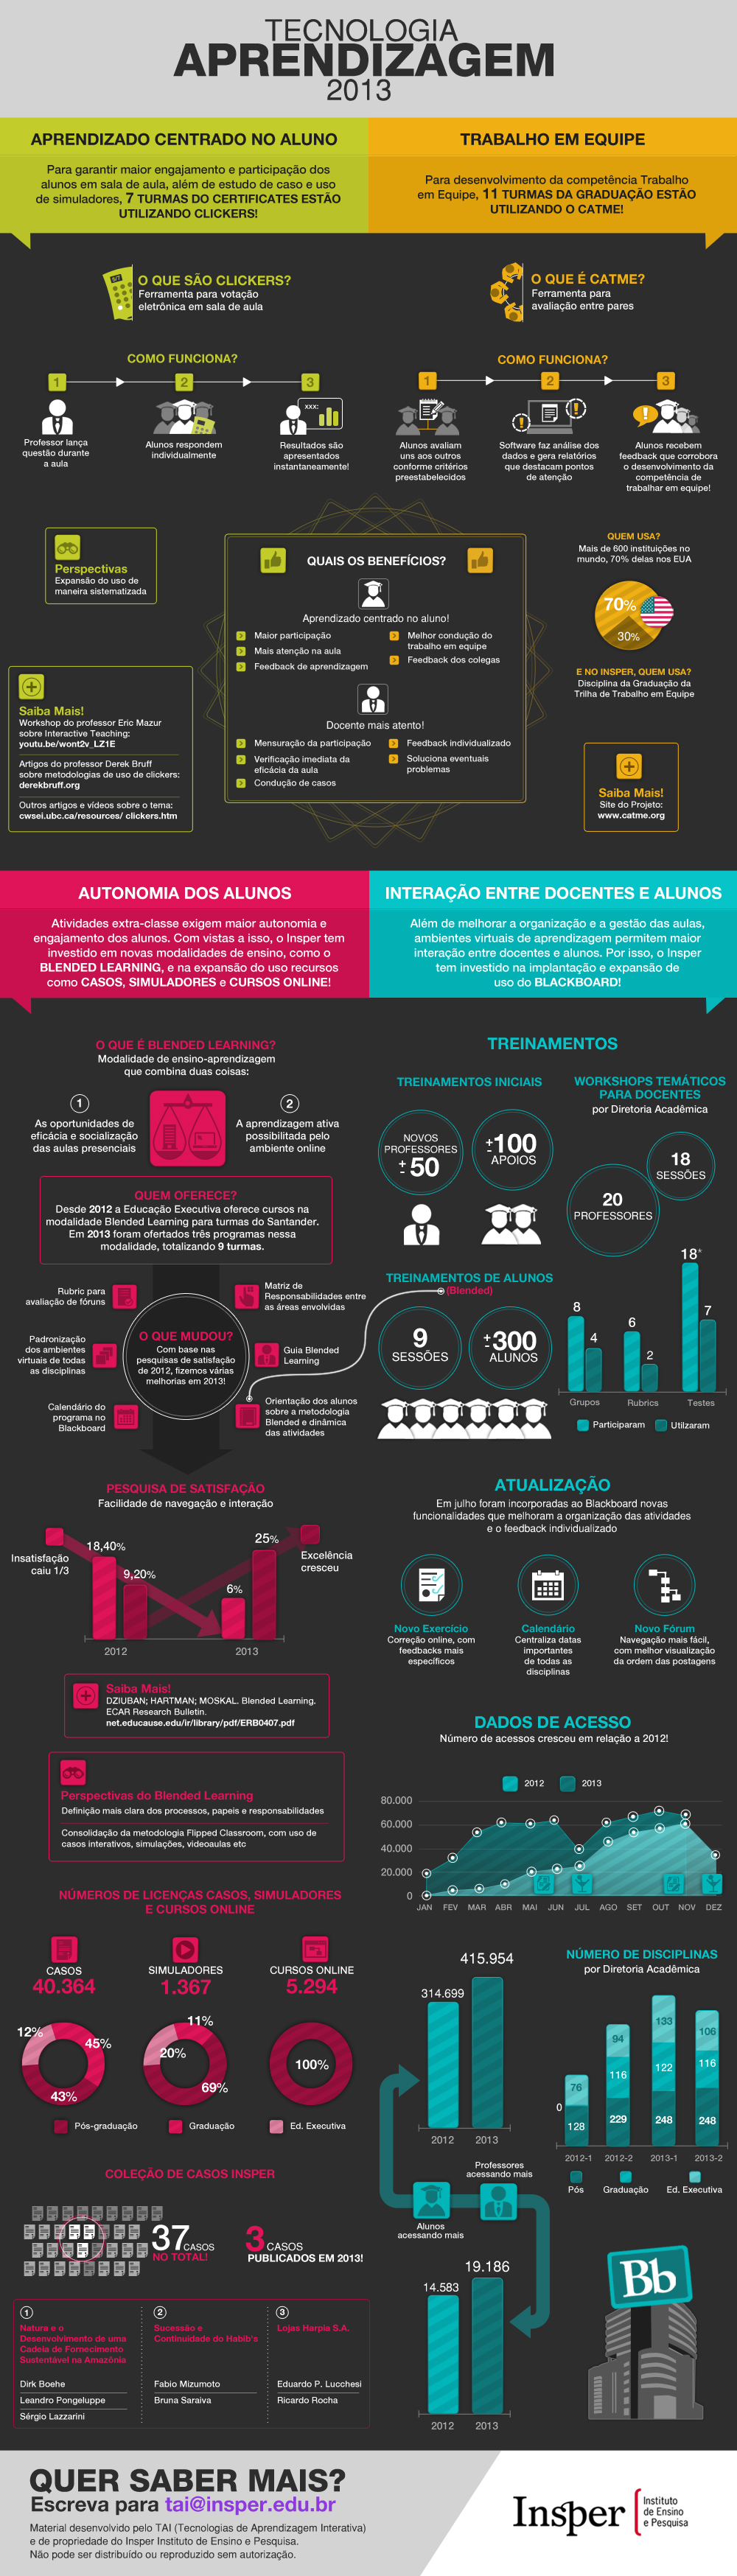 TECNOLOGIA
APRENDIZAGEM
2013
APRENDIZADO CENTRADO NO ALUNO
Para garantir maior engajamento e participação dos
alunos em sala de aula, além de estudo de caso e uso
de simuladores, 7 TURMAS DO CERTIFICATES ESTÃO
UTILIZANDO CLICKERS!
TRABALHO EM EQUIPE
Para desenvolvimento da competência Trabalho
em Equipe, 11 TURMAS DA GRADUAÇÃO ESTÃO
UTILIZANDO O CATME!
O QUE SÃO CLICKERS?
Ferramenta para votação
eletrônica em sala de aula
O QUE É CATME?
Ferramenta para
avaliação entre pares
COMO FUNCIONA?
1
2
3
xxx:
Professor lança
questão durante
a aula
Alunos respondem
individualmente
Resultados são
apresentados
instantaneamente!
COMO FUNCIONA?
1
2
3
Alunos avaliam
uns aos outros
conforme critérios
preestabelecidos
Software faz análise dos
dados e gera relatórios
que destacam pontos
de atenção
Alunos recebem
feedback que corrobora
o desenvolvimento da
competência de
trabalhar em equipe!
Perspectivas
Expansão do uso de
maneira sistematizada
Saiba Mais!
Workshop do professor Eric Mazur
sobre Interactive Teaching:
youtu.be/wont2v_LZ1E
Artigos do professor Derek Bruff
sobre metodologias de uso de clickers:
derekbruff.org
Outros artigos e vídeos sobre o tema:
cwsei.ubc.ca/resources/ clickers.htm
QUAIS OS BENEFÍCIOS?
Aprendizado centrado no aluno!
Maior participação
Mais atenção na aula
Feedback de aprendizagem
Melhor condução do
trabalho em equipe
Feedback dos colegas
Docente mais atento!
Mensuração da participação
Verificação imediata da
eficácia da aula
Condução de casos
Feedback individualizado
Soluciona eventuais
problemas
QUEM USA?
Mais de 600 instituições no
mundo, 70% delas nos EUA
70%
30%
E NO INSPER, QUEM USA?
Disciplina da Graduação da
Trilha de Trabalho em Equipe
Saiba Mais!
Site do Projeto:
www.catme.org
AUTONOMIA DOS ALUNOS
Atividades extra-classe exigem maior autonomia e
engajamento dos alunos. Com vistas a isso, o Insper tem
investido em novas modalidades de ensino, como o
BLENDED LEARNING, e na expansão do uso recursos
como CASOS, SIMULADORES e CURSOS ONLINE!
INTERAÇÃO ENTRE DOCENTES E ALUNOS
Além de melhorar a organização e a gestão das aulas,
ambientes virtuais de aprendizagem permitem maior
interação entre docentes e alunos. Por isso, o Insper
tem investido na implantação e expansão de
uso do BLACKBOARD!
O QUE É BLENDED LEARNING?
Modalidade de ensino-aprendizagem
que combina duas coisas:
1
As oportunidades de
eficácia e socialização
das aulas presenciais
2
A aprendizagem ativa
possibilitada pelo
ambiente online
QUEM OFERECE?
Desde 2012 a Educação Executiva oferece cursos na
modalidade Blended Learning para turmas do Santander.
Em 2013 foram ofertados três programas nessa
modalidade, totalizando 9 turmas.
Rubric para
avaliação de fóruns
Padronização
dos ambientes
virtuais de todas
as disciplinas
Calendário do
programa no
Blackboard
O QUE MUDOU?
Com base nas
pesquisas de satisfação
de 2012, fizemos várias
melhorias em 2013!
Matriz de
Responsabilidades entre
as áreas envolvidas
Guia Blended
Learning
Orientação dos alunos
sobre a metodologia
Blended e dinâmica
das atividades
PESQUISA DE SATISFAÇÃO
Facilidade de navegação e interação
Insatisfação
caiu 1/3
18,40%
9,20%
6%
25%
Excelência
cresceu
2012
2013
Saiba Mais!
DZIUBAN; HARTMAN; MOSKAL. Blended Learning.
ECAR Research Bulletin.
net.educause.edu/ir/library/pdf/ERB0407.pdf
Perspectivas do Blended Learning
Definição mais clara dos processos, papeis e responsabilidades
Consolidação da metodologia Flipped Classroom, com uso de
casos interativos, simulações, videoaulas etc
NÚMEROS DE LICENÇAS CASOS, SIMULADORES
E CURSOS ONLINE
CASOS
40.364
SIMULADORES
1.367
CURSOS ONLINE
5.294
12%
45%
43%
11%
20%
69%
100%
Pós-graduação
Graduação
Ed. Executiva
COLEÇÃO DE CASOS INSPER
37 CASOS
NO TOTAL!
3 CASOS
PUBLICADOS EM 2013!
1
Natura e o
Desenvolvimento de uma
Cadeia de Fornecimento
Sustentável na Amazônia
Dirk Boehe
Leandro Pongeluppe
Sérgio Lazzarini
2
Sucessão e
Continuidade do Habib's
Fabio Mizumoto
Bruna Saraiva
3
Lojas Harpia S.A.
Eduardo P. Lucchesi
Ricardo Rocha
TREINAMENTOS
TREINAMENTOS INICIAIS
NOVOS
PROFESSORES
± 50
±100
APOIOS
WORKSHOPS TEMÁTICOS
PARA DOCENTES
por Diretoria Acadêmica
18
SESSÕES
20
PROFESSORES
TREINAMENTOS DE ALUNOS
(Blended)
9
SESSÕES
±300
ALUNOS
8
4
6
2
18*
7
Grupos
Rubrics
Testes
Participaram
Utilzaram
ATUALIZAÇÃO
Em julho foram incorporadas ao Blackboard novas
funcionalidades que melhoram a organização das atividades
e o feedback individualizado
Novo Exercício
Correção online, com
feedbacks mais
específicos
Calendário
Centraliza datas
importantes
de todas as
disciplinas
Novo Fórum
Navegação mais fácil,
com melhor visualização
da ordem das postagens
DADOS DE ACESSO
Número de acessos cresceu em relação a 2012!
2012
2013
80.000
60.000
40.000
20.000
0
JAN FEV MAR ABR MAI JUN JUL AGO SET OUT NOV DEZ
314.699
415.954
2012
2013
Professores
acessando mais
Alunos
acessando mais
14.583
19.186
2012
2013
NÚMERO DE DISCIPLINAS
por Diretoria Acadêmica
0
76
128
94
116
229
133
122
248
106
116
248
2012-1
2012-2
2013-1
2013-2
Pós
Graduação
Ed. Executiva
Bb
QUER SABER MAIS?
Escreva para tai@insper.edu.br
Material desenvolvido pelo TAI (Tecnologias de Aprendizagem Interativa)
e de propriedade do Insper Instituto de Ensino e Pesquisa.
Não pode ser distribuído ou reproduzido sem autorização.
Insper
Instituto
de Ensino
e Pesquisa